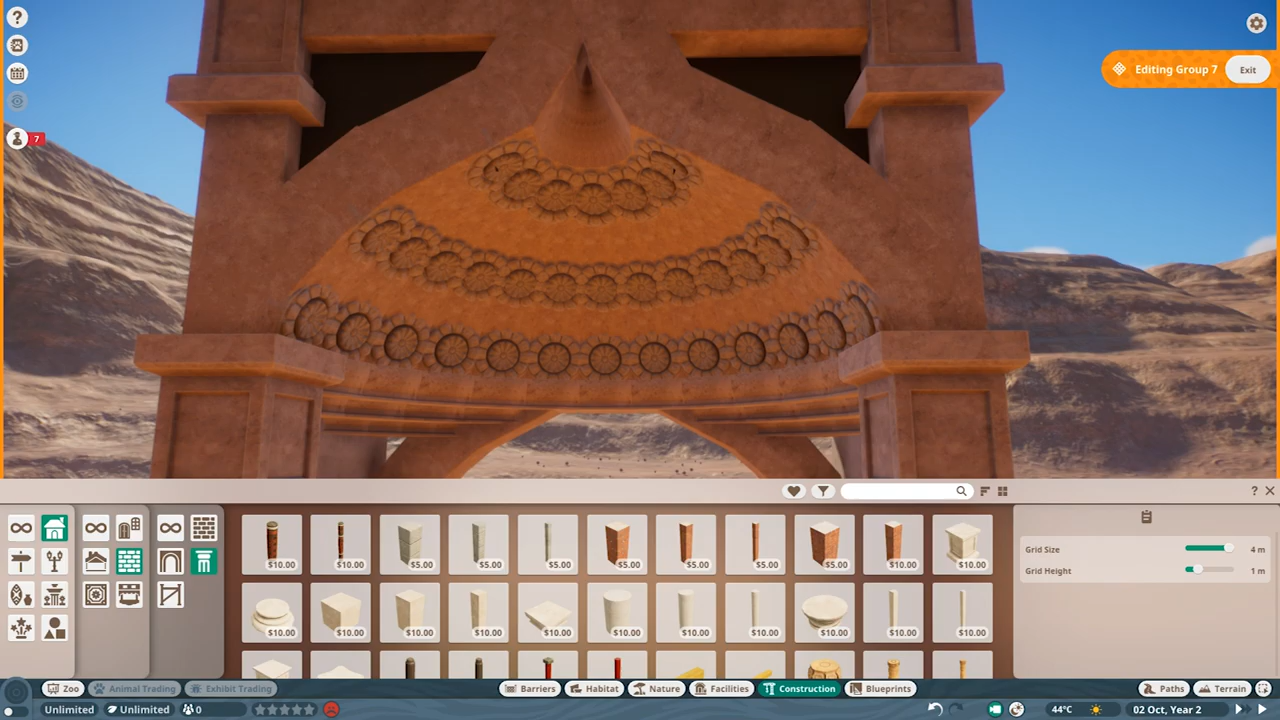 ?
7
Editing Group 7 Exit
?
$10.00 $10.00 $5.00 $5.00 $5.00 $5.00 $5.00 $5.00 $5.00 $10.00 $10.00
Grid Size 4 m
Grid Height 1 m
$10.00 $10.00 $10.00 $10.00 $10.00 $10.00 $10.00 $10.00 $10.00 $10.00 $10.00
Zoo Animal Trading Exhibit Trading Barriers Habitat Nature Facilities Construction Blueprints Paths Terrain
Unlimited Unlimited 0 44°C 02 Oct, Year 2